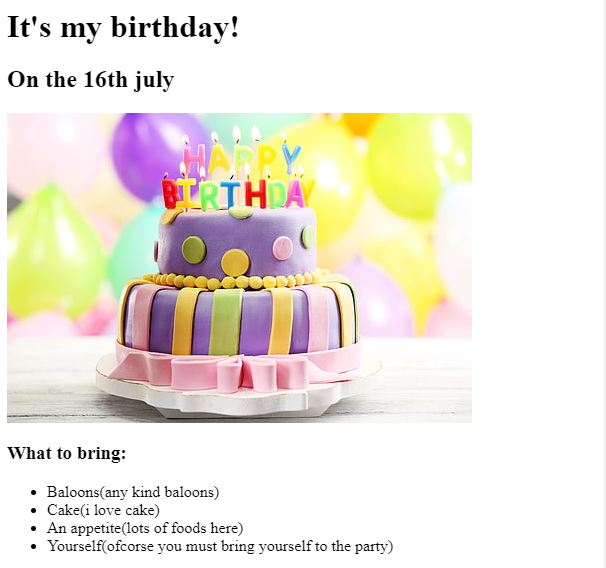 It's my birthday!
On the 16th july
HAPPY
BIRTHDAY
What to bring:
Baloons(any kind baloons)
Cake(i love cake)
An appetite(lots of foods here)
Yourself(ofcorse you must bring yourself to the party)